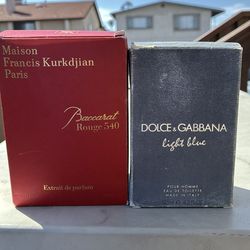 Maison
Francis Kurkdjian
Paris
Baccarat
Rouge 540
Extrait de parfum
DOLCE & GABBANA
light blue
POUR HOMME
EAU DE TOILETTE
MADE IN ITALY